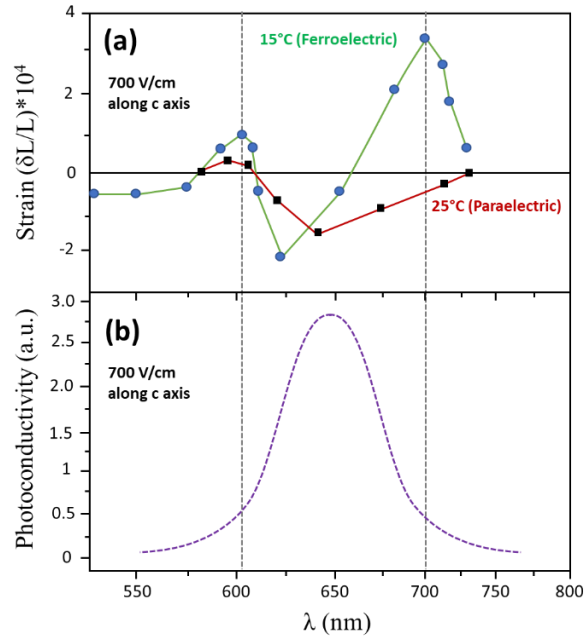 (a)
15°C (Ferroelectric)
700 V/cm
along c axis
25°C (Paraelectric)
Strain (δL/L)*10⁴
4
2
0
-2
(b)
700 V/cm
along c axis
Photoconductivity (a.u.)
3.0
2.5
2.0
1.5
1
0.5
0
550
600
650
700
750
800
λ (nm)